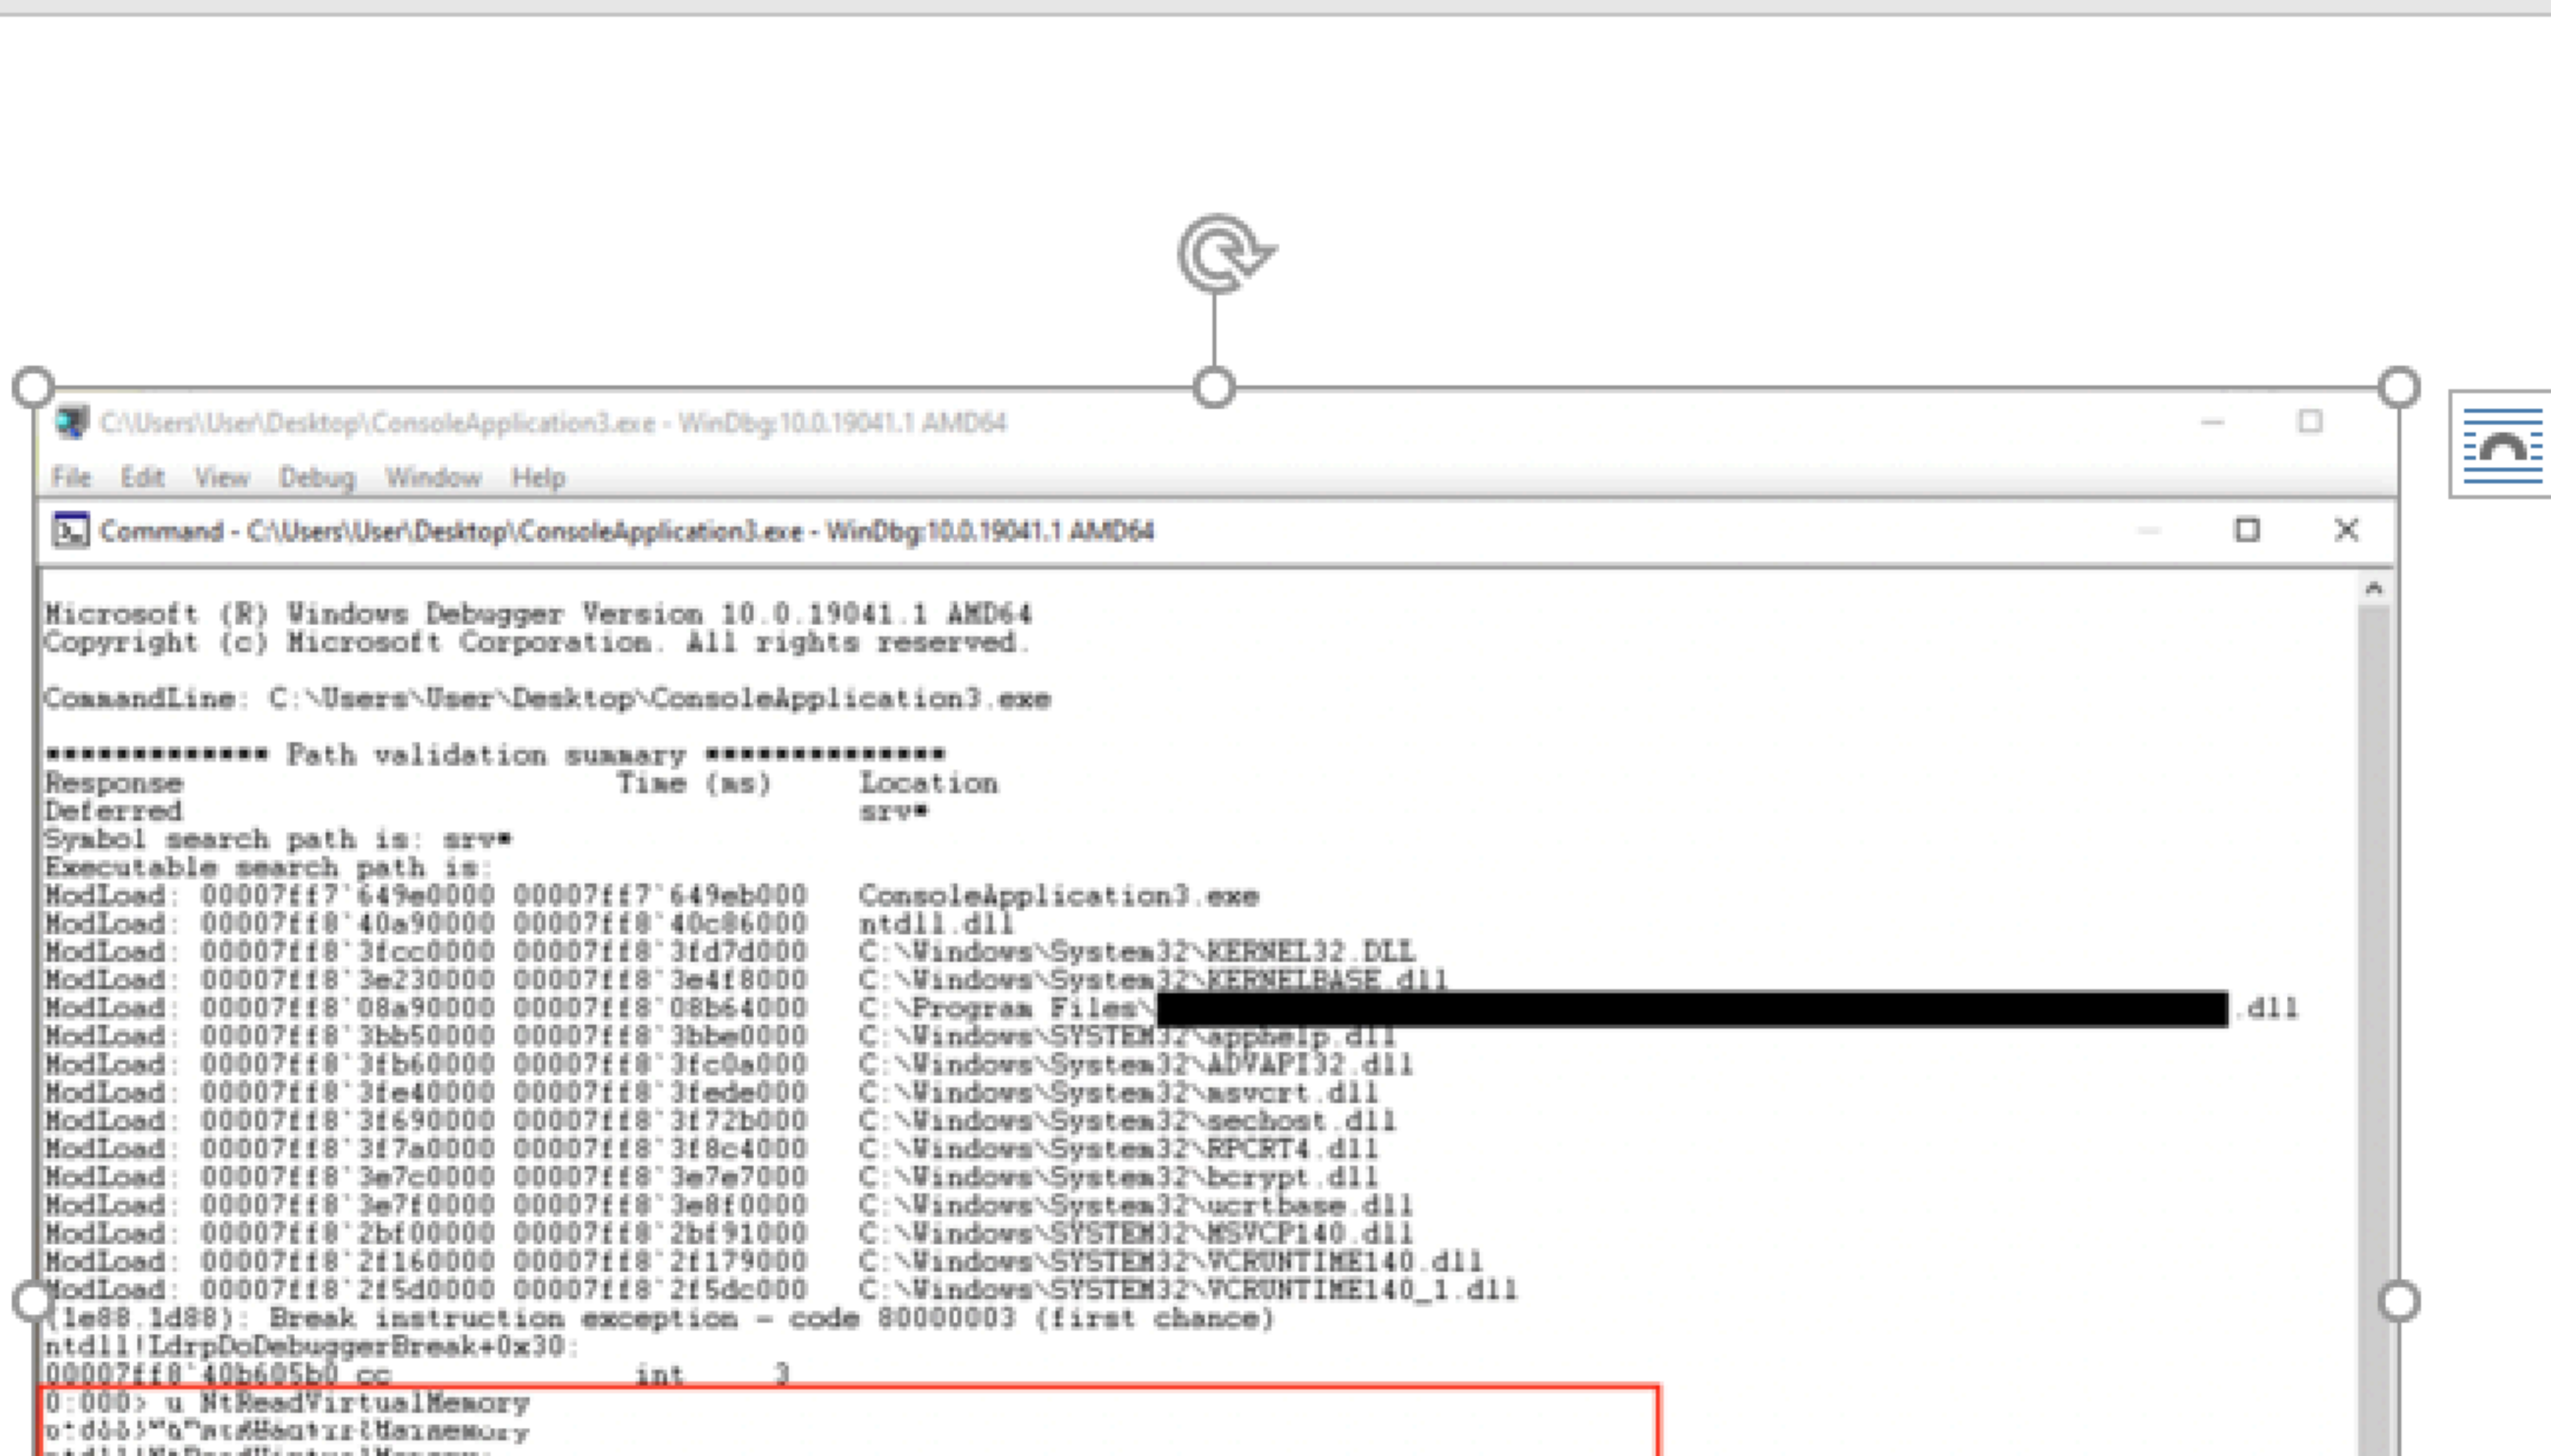 C:\Users\User\Desktop\ConsoleApplication3.exe - WinDbg:10.0.19041.1 AMD64
File Edit View Debug Window Help
Command - C:\Users\User\Desktop\ConsoleApplication3.exe - WinDbg:10.0.19041.1 AMD64
Microsoft (R) Windows Debugger Version 10.0.19041.1 AMD64
Copyright (c) Microsoft Corporation. All rights reserved.
CommandLine: C:\Users\User\Desktop\ConsoleApplication3.exe
************* Path validation summary **************
Response Time (ms) Location
Deferred srv*
Symbol search path is: srv*
Executable search path is:
ModLoad: 00007ff7`649e0000 00007ff7`649eb000 ConsoleApplication3.exe
ModLoad: 00007ff8`40a90000 00007ff8`40c86000 ntdll.dll
ModLoad: 00007ff8`3fcc0000 00007ff8`3fd7d000 C:\Windows\System32\KERNEL32.DLL
ModLoad: 00007ff8`3e230000 00007ff8`3e4f8000 C:\Windows\System32\KERNELBASE.dll
ModLoad: 00007ff8`08a90000 00007ff8`08b64000 C:\Program Files\ .dll
ModLoad: 00007ff8`3bb50000 00007ff8`3bbe0000 C:\Windows\SYSTEM32\apphelp.dll
ModLoad: 00007ff8`3fb60000 00007ff8`3fc0a000 C:\Windows\System32\ADVAPI32.dll
ModLoad: 00007ff8`3fe40000 00007ff8`3fede000 C:\Windows\System32\msvcrt.dll
ModLoad: 00007ff8`3f690000 00007ff8`3f72b000 C:\Windows\System32\sechost.dll
ModLoad: 00007ff8`3f7a0000 00007ff8`3f8c4000 C:\Windows\System32\RPCRT4.dll
ModLoad: 00007ff8`3e7c0000 00007ff8`3e7e7000 C:\Windows\System32\bcrypt.dll
ModLoad: 00007ff8`3e7f0000 00007ff8`3e8f0000 C:\Windows\System32\ucrtbase.dll
ModLoad: 00007ff8`2bf00000 00007ff8`2bf91000 C:\Windows\SYSTEM32\MSVCP140.dll
ModLoad: 00007ff8`2f160000 00007ff8`2f179000 C:\Windows\SYSTEM32\VCRUNTIME140.dll
ModLoad: 00007ff8`2f5d0000 00007ff8`2f5dc000 C:\Windows\SYSTEM32\VCRUNTIME140_1.dll
(1e88.1d88): Break instruction exception - code 80000003 (first chance)
ntdll!LdrpDoDebuggerBreak+0x30:
00007ff8`40b605b0 cc int 3
0:000> u NtReadVirtualMemory